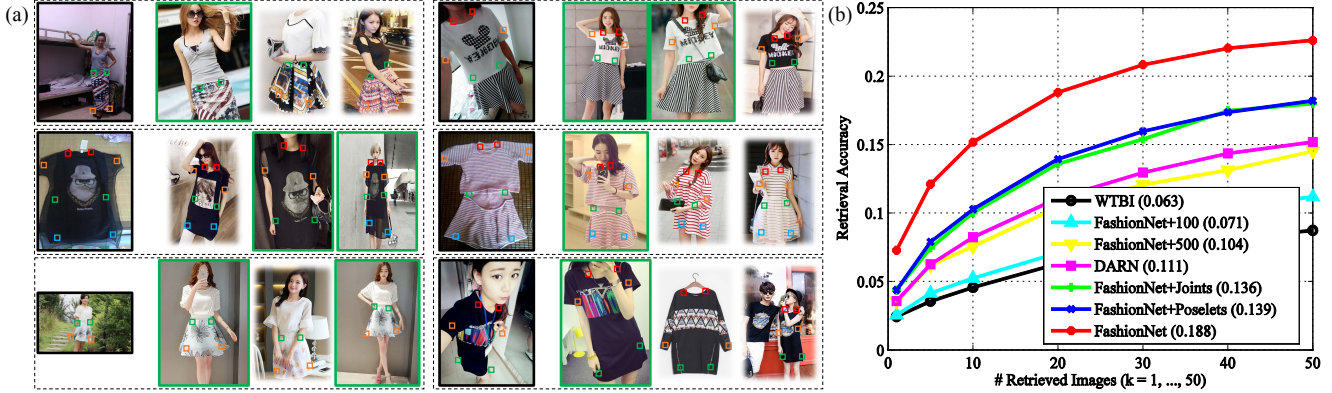 (a)
(b)
0.25
0.2
0.15
0.1
0.05
0
Retrieval Accuracy
WTBI (0.063)
FashionNet+100 (0.071)
FashionNet+500 (0.104)
DARN (0.111)
FashionNet+Joints (0.136)
FashionNet+Poselets (0.139)
FashionNet (0.188)
0 10 20 30 40 50
# Retrieved Images (k = 1, ..., 50)